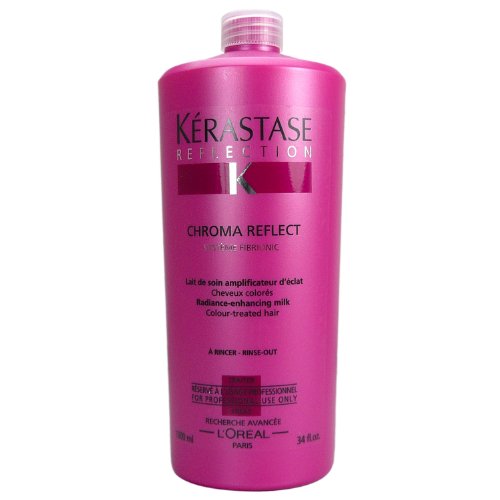 KÉRASTASE
REFLECTION
K
CHROMA REFLECT
SYSTÈME FIBRIONIC
Lait de soin amplificateur d'éclat
Cheveux colorés
Radiance-enhancing milk
Colour-treated hair
À RINCER - RINSE-OUT
RÉSERVÉ À L'USAGE PROFESSIONNEL
FOR PROFESSIONAL USE ONLY
RECHERCHE AVANCÉE
1000 ml L'ORÉAL 34 fl.oz.
PARIS